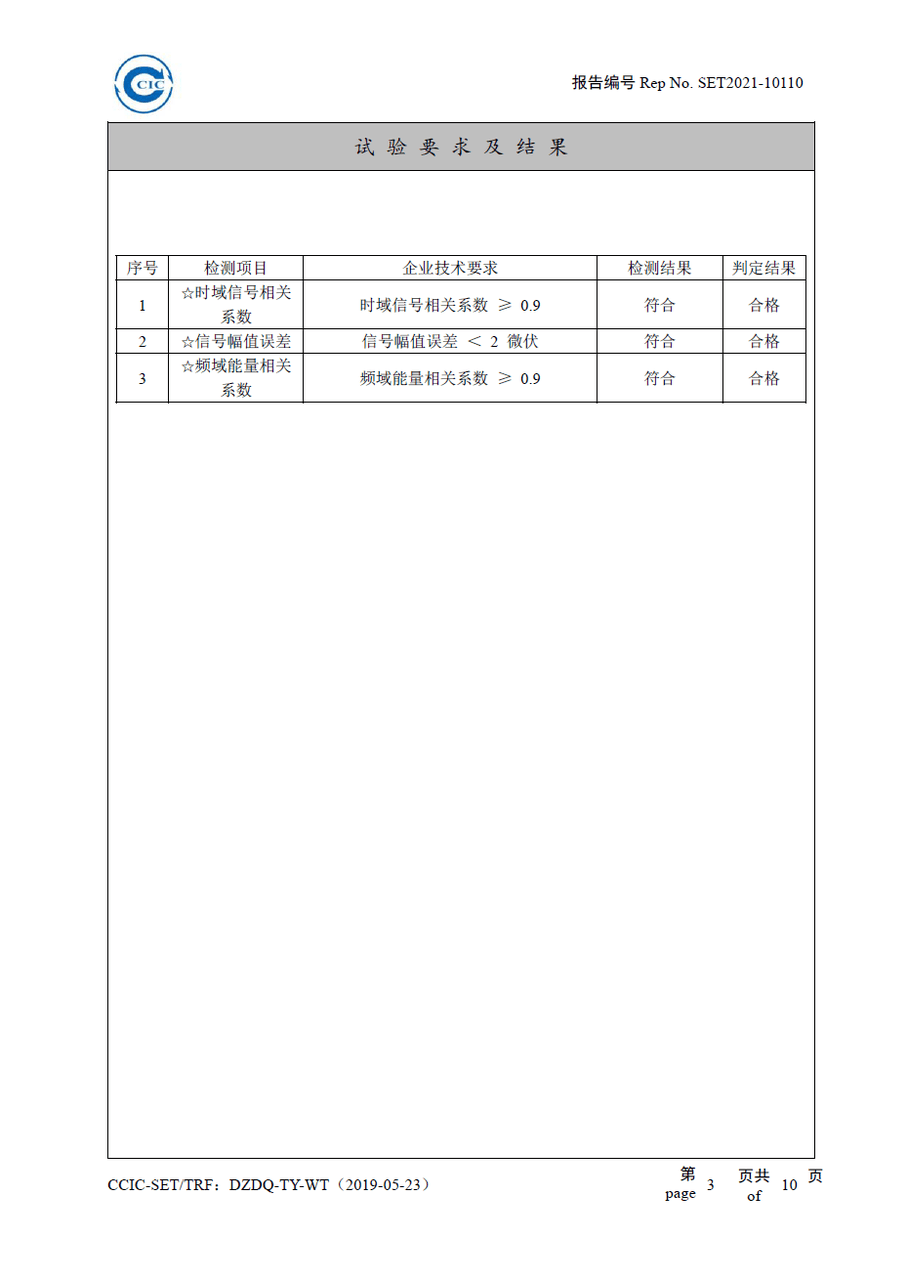 CCIC
报告编号 Rep No. SET2021-10110
试 验 要 求 及 结 果
序号 检测项目 企业技术要求 检测结果 判定结果
1 ☆时域信号相关系数 时域信号相关系数 ≥ 0.9 符合 合格
2 ☆信号幅值误差 信号幅值误差 < 2 微伏 符合 合格
3 ☆频域能量相关系数 频域能量相关系数 ≥ 0.9 符合 合格
CCIC-SET/TRF：DZDQ-TY-WT（2019-05-23）
第 3 页共 10 页
page of